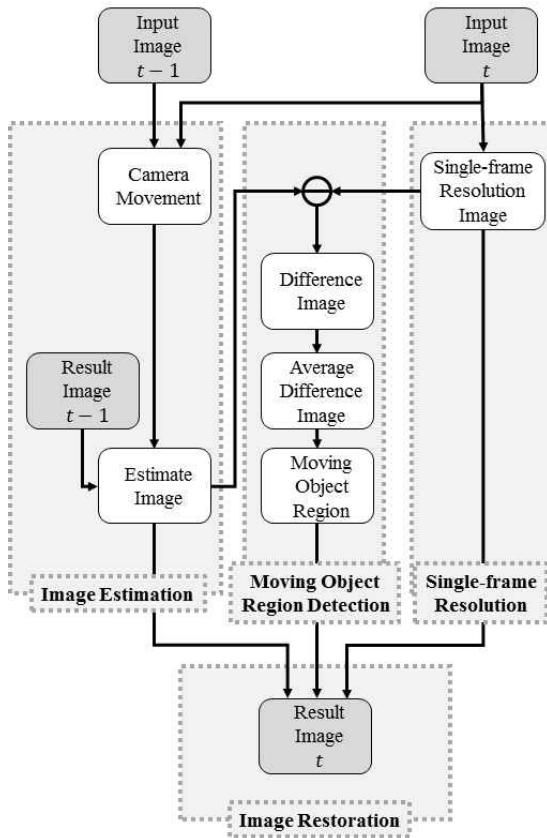 Input
Image
t − 1
Input
Image
t
Camera
Movement
Single-frame
Resolution
Image
Difference
Image
Result
Image
t − 1
Average
Difference
Image
Estimate
Image
Moving
Object
Region
Image Estimation
Moving Object
Region Detection
Single-frame
Resolution
Result
Image
t
Image Restoration